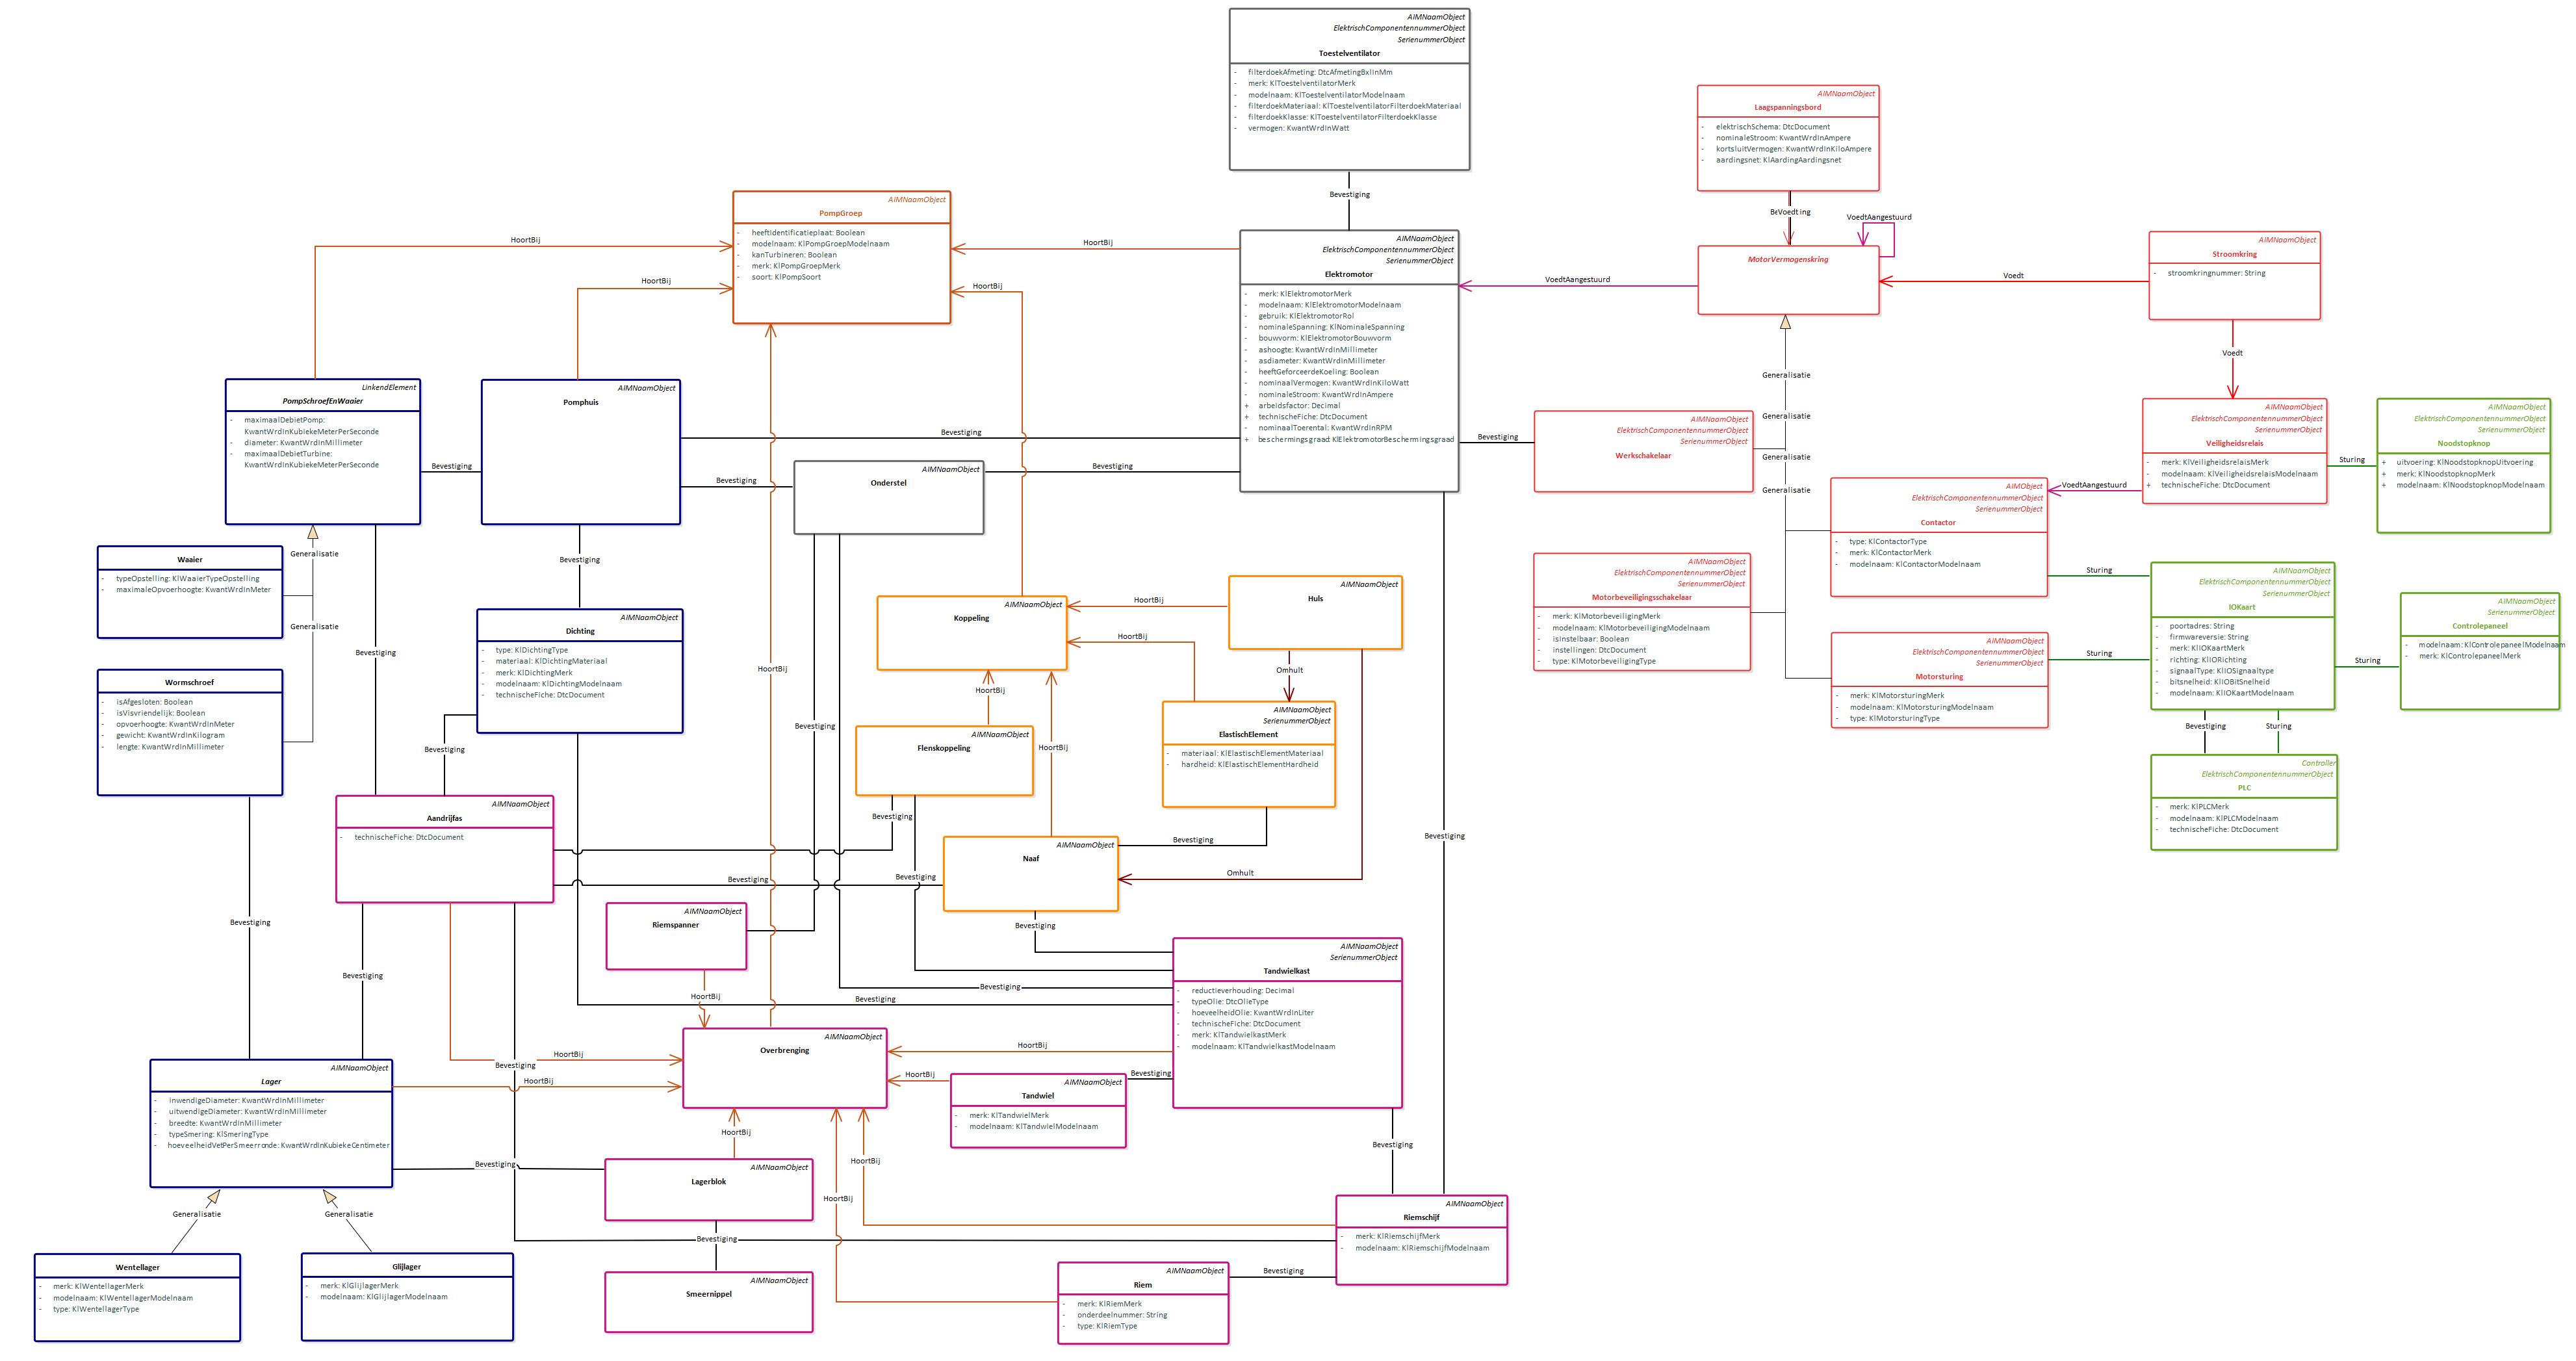 AIMNaamObject
ElektrischComponentennummerObject
SerienummerObject
Toestelventilator
- filterdoekAfmeting: DtcAfmetingBxlInMm
- merk: KlToestelventilatorMerk
- modelnaam: KlToestelventilatorModelnaam
- filterdoekMateriaal: KlToestelventilatorFilterdoekMateriaal
- filterdoekKlasse: KlToestelventilatorFilterdoekKlasse
- vermogen: KwantWrdInWatt
Bevestiging
AIMNaamObject
Laagspanningsbord
- elektrischSchema: DtcDocument
- nominaleStroom: KwantWrdInAmpere
- kortsluitVermogen: KwantWrdInKiloAmpere
- aardingsnet: KlAardingAardingsnet
Voedt
VoedtAangestuurd
AIMNaamObject
PompGroep
- heeftIdentificatieplaat: Boolean
- modelnaam: KlPompGroepModelnaam
- kanTurbineren: Boolean
- merk: KlPompGroepMerk
- soort: KlPompSoort
HoortBij
HoortBij
HoortBij
HoortBij
AIMNaamObject
ElektrischComponentennummerObject
SerienummerObject
Elektromotor
- merk: KlElektromotorMerk
- modelnaam: KlElektromotorModelnaam
- gebruik: KlElektromotorRol
- nominaleSpanning: KlNominaleSpanning
- bouwvorm: KlElektromotorBouwvorm
- ashoogte: KwantWrdInMillimeter
- asdiameter: KwantWrdInMillimeter
- heeftGeforceerdeKoeling: Boolean
- nominaalVermogen: KwantWrdInKiloWatt
- nominaleStroom: KwantWrdInAmpere
+ arbeidsfactor: Decimal
+ technischeFiche: DtcDocument
- nominaalToerental: KwantWrdInRPM
+ beschermingsgraad: KlElektromotorBeschermingsgraad
VoedtAangestuurd
MotorVermogenskring
Voedt
AIMNaamObject
Stroomkring
- stroomkringnummer: String
Voedt
Generalisatie
Generalisatie
Generalisatie
Generalisatie
LinkendElement
PompSchroefEnWaaier
- maximaalDebietPomp:
KwantWrdInKubiekeMeterPerSeconde
- diameter: KwantWrdInMillimeter
- maximaalDebietTurbine:
KwantWrdInKubiekeMeterPerSeconde
Bevestiging
AIMNaamObject
Pomphuis
Bevestiging
Bevestiging
Bevestiging
AIMNaamObject
Onderstel
Bevestiging
AIMNaamObject
ElektrischComponentennummerObject
SerienummerObject
Werkschakelaar
AIMNaamObject
ElektrischComponentennummerObject
SerienummerObject
Veiligheidsrelais
- merk: KlVeiligheidsrelaisMerk
- modelnaam: KlVeiligheidsrelaisModelnaam
+ technischeFiche: DtcDocument
Sturing
AIMNaamObject
ElektrischComponentennummerObject
SerienummerObject
Noodstopknop
+ uitvoering: KlNoodstopknopUitvoering
+ merk: KlNoodstopknopMerk
+ modelnaam: KlNoodstopknopModelnaam
VoedtAangestuurd
AIMObject
ElektrischComponentennummerObject
SerienummerObject
Contactor
- type: KlContactorType
- merk: KlContactorMerk
- modelnaam: KlContactorModelnaam
Sturing
AIMNaamObject
ElektrischComponentennummerObject
SerienummerObject
Motorbeveiligingsschakelaar
- merk: KlMotorbeveiligingMerk
- modelnaam: KlMotorbeveiligingModelnaam
- isInstelbaar: Boolean
- instellingen: DtcDocument
- type: KlMotorbeveiligingType
AIMNaamObject
ElektrischComponentennummerObject
SerienummerObject
Motorsturing
- merk: KlMotorsturingMerk
- modelnaam: KlMotorsturingModelnaam
- type: KlMotorsturingType
Sturing
AIMNaamObject
ElektrischComponentennummerObject
SerienummerObject
IOKaart
- poortadres: String
- firmwareversie: String
- merk: KlIOKaartMerk
- richting: KlIORichting
- signaalType: KlIOSignaaltype
- bitsnelheid: KlIOBitSnelheid
- modelnaam: KlIOKaartModelnaam
Sturing
AIMNaamObject
SerienummerObject
Controlepaneel
- modelnaam: KlControlepaneelModelnaam
- merk: KlControlepaneelMerk
Bevestiging
Sturing
Controller
ElektrischComponentennummerObject
PLC
- merk: KlPLCMerk
- modelnaam: KlPLCModelnaam
- technischeFiche: DtcDocument
Waaier
- typeOpstelling: KlWaaierTypeOpstelling
- maximaleOpvoerhoogte: KwantWrdInMeter
Generalisatie
Generalisatie
Wormschroef
- isAfgesloten: Boolean
- isVisvriendelijk: Boolean
- opvoerhoogte: KwantWrdInMeter
- gewicht: KwantWrdInKilogram
- lengte: KwantWrdInMillimeter
Bevestiging
Bevestiging
AIMNaamObject
Dichting
- type: KlDichtingType
- materiaal: KlDichtingMateriaal
- merk: KlDichtingMerk
- modelnaam: KlDichtingModelnaam
- technischeFiche: DtcDocument
Bevestiging
HoortBij
Bevestiging
AIMNaamObject
Koppeling
HoortBij
HoortBij
AIMNaamObject
Huls
Omhult
HoortBij
HoortBij
AIMNaamObject
Flenskoppeling
AIMNaamObject
SerienummerObject
ElastischElement
- materiaal: KlElastischElementMateriaal
- hardheid: KlElastischElementHardheid
AIMNaamObject
Aandrijfas
- technischeFiche: DtcDocument
Bevestiging
Bevestiging
Bevestiging
AIMNaamObject
Naaf
Bevestiging
Bevestiging
Omhult
Bevestiging
Bevestiging
Bevestiging
AIMNaamObject
Riemspanner
HoortBij
Bevestiging
AIMNaamObject
SerienummerObject
Tandwielkast
- reductieverhouding: Decimal
- typeOlie: DtcOlieType
- hoeveelheidOlie: KwantWrdInLiter
- technischeFiche: DtcDocument
- merk: KlTandwielkastMerk
- modelnaam: KlTandwielkastModelnaam
Bevestiging
Bevestiging
AIMNaamObject
Overbrenging
HoortBij
HoortBij
HoortBij
Bevestiging
HoortBij
Bevestiging
AIMNaamObject
Tandwiel
- merk: KlTandwielMerk
- modelnaam: KlTandwielModelnaam
AIMNaamObject
Lager
- inwendigeDiameter: KwantWrdInMillimeter
- uitwendigeDiameter: KwantWrdInMillimeter
- breedte: KwantWrdInMillimeter
- typeSmering: KlSmeringType
- hoeveelheidVetPerSmeerronde: KwantWrdInKubiekeCentimeter
HoortBij
HoortBij
HoortBij
Bevestiging
Bevestiging
AIMNaamObject
Lagerblok
Generalisatie
Generalisatie
Bevestiging
AIMNaamObject
Riemschijf
- merk: KlRiemschijfMerk
- modelnaam: KlRiemschijfModelnaam
Wentellager
- merk: KlWentellagerMerk
- modelnaam: KlWentellagerModelnaam
- type: KlWentellagerType
Glijlager
- merk: KlGlijlagerMerk
- modelnaam: KlGlijlagerModelnaam
AIMNaamObject
Smeernippel
AIMNaamObject
Riem
- merk: KlRiemMerk
- onderdeelnummer: String
- type: KlRiemType
Bevestiging